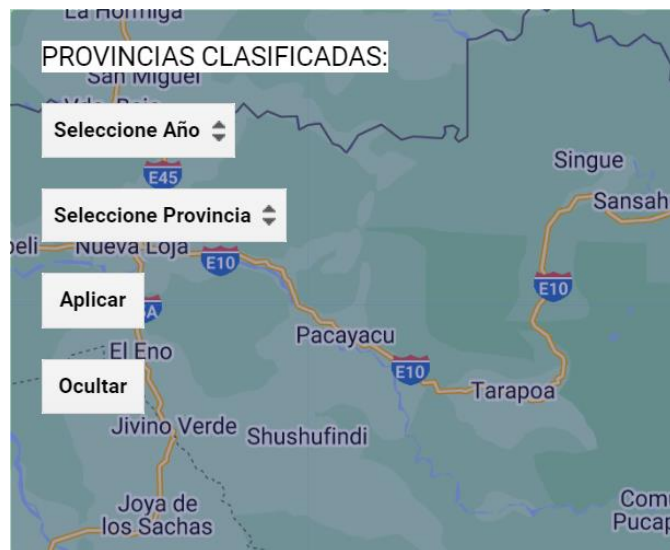 La Hormiga
PROVINCIAS CLASIFICADAS:
San Miguel
Seleccione Año
E45
Singue
Sansah
Seleccione Provincia
Nueva Loja
E10
E10
Aplicar
Pacayacu
El Eno
E10
Tarapoa
Ocultar
Jivino Verde
Shushufindi
Joya de
los Sachas
Com
Pucap